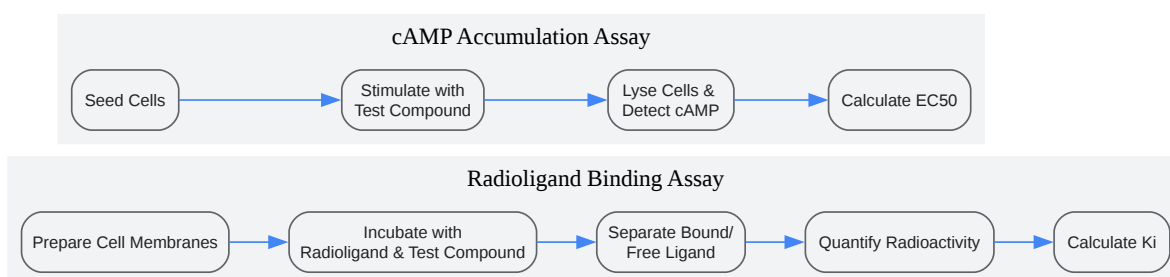 cAMP Accumulation Assay
Seed Cells
Stimulate with
Test Compound
Lyse Cells &
Detect cAMP
Calculate EC50
Radioligand Binding Assay
Prepare Cell Membranes
Incubate with
Radioligand & Test Compound
Separate Bound/
Free Ligand
Quantify Radioactivity
Calculate Ki